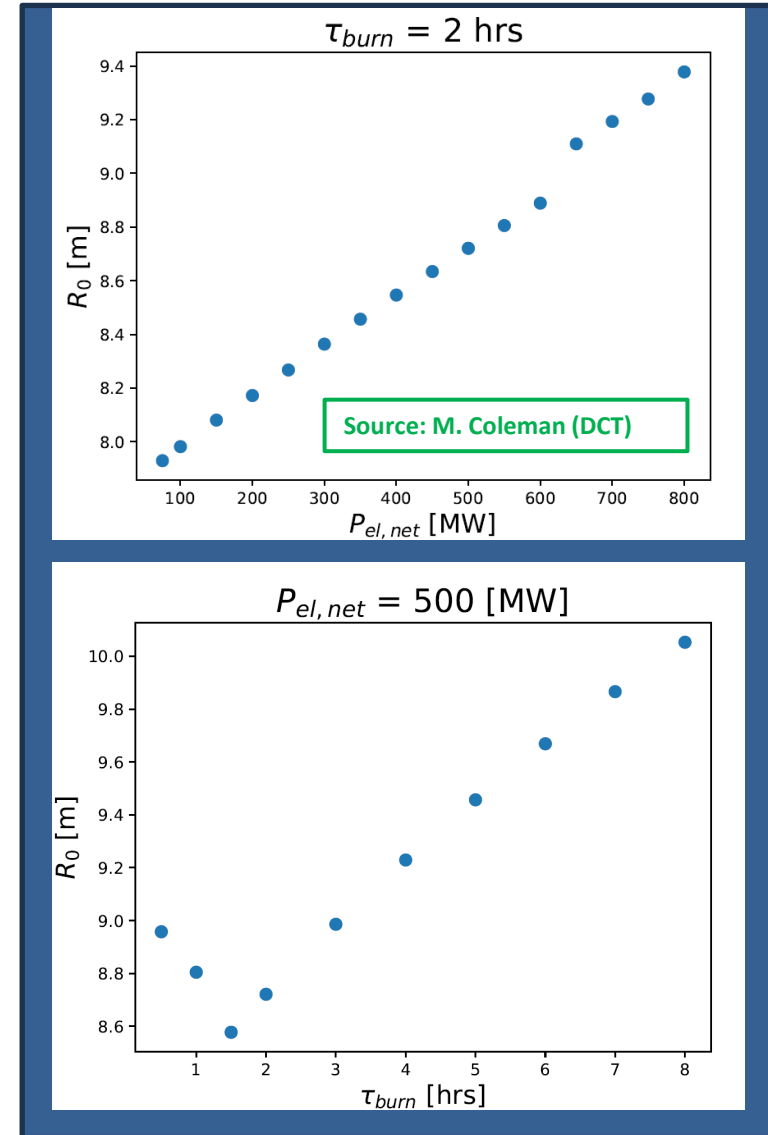 τburn = 2 hrs
9.4
9.2
9.0
8.8
8.6
8.4
8.2
8.0
R0 [m]
Source: M. Coleman (DCT)
100 200 300 400 500 600 700 800
Pel, net [MW]
Pel, net = 500 [MW]
10.0
9.8
9.6
9.4
9.2
9.0
8.8
8.6
R0 [m]
1 2 3 4 5 6 7 8
τburn [hrs]